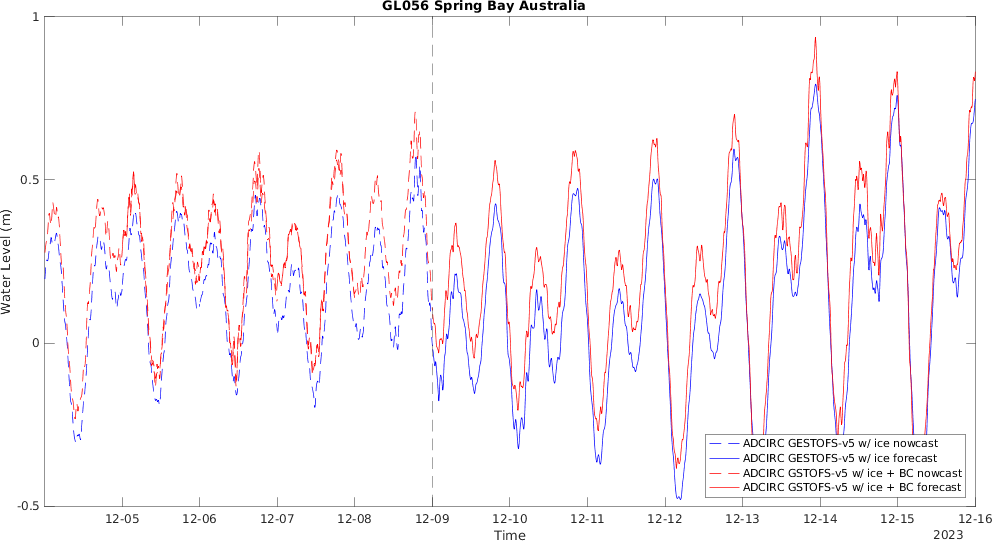 GL056 Spring Bay Australia
Water Level (m)
1
0.5
0
-0.5
12-05 12-06 12-07 12-08 12-09 12-10 12-11 12-12 12-13 12-14 12-15 12-16
Time
2023
ADCIRC GESTOFS-v5 w/ ice nowcast
ADCIRC GESTOFS-v5 w/ ice forecast
ADCIRC GSTOFS-v5 w/ ice + BC nowcast
ADCIRC GSTOFS-v5 w/ ice + BC forecast